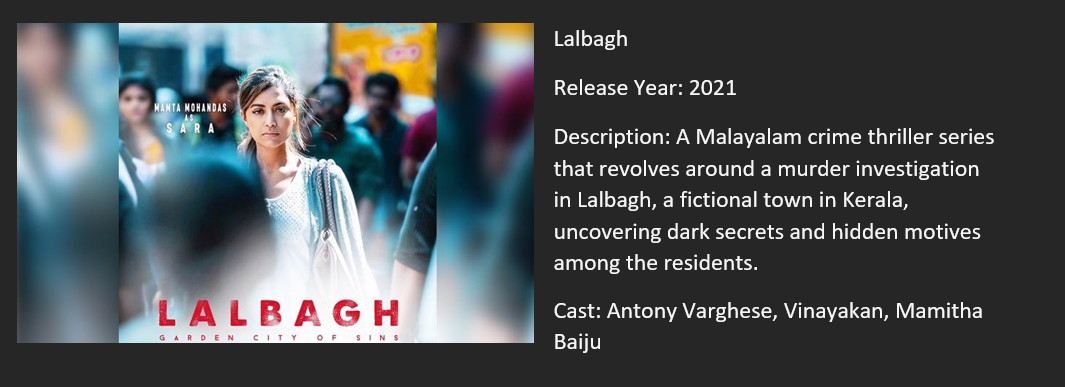 MAMTA MOHANDAS
AS
SARA
LALBAGH
GARDEN CITY OF SINS
Lalbagh
Release Year: 2021
Description: A Malayalam crime thriller series
that revolves around a murder investigation
in Lalbagh, a fictional town in Kerala,
uncovering dark secrets and hidden motives
among the residents.
Cast: Antony Varghese, Vinayakan, Mamitha
Baiju